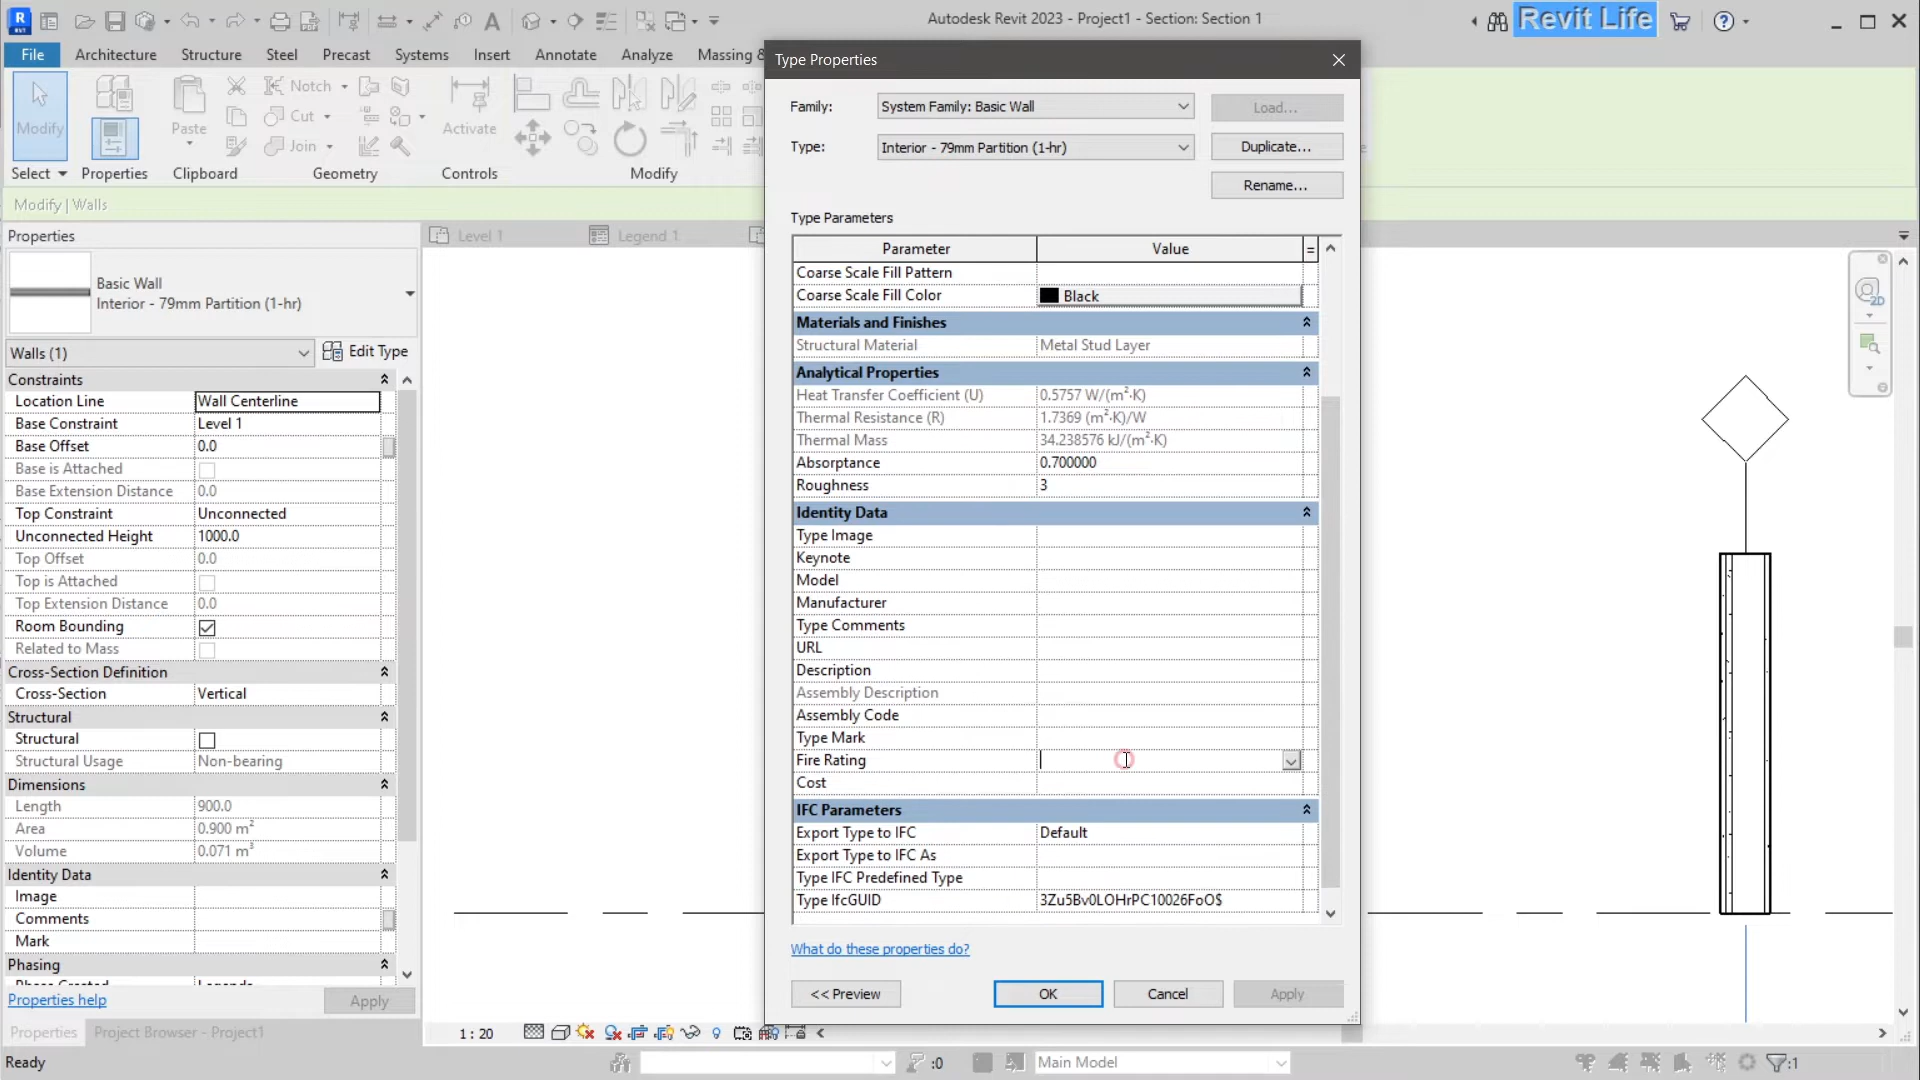 Autodesk Revit 2023 - Project1 - Section: Section 1
Revit Life
File Architecture Structure Steel Precast Systems Insert Annotate Analyze Massing &
Modify
Notch
Cut
Join
Paste
Activate
Select Properties Clipboard Geometry Controls Modify
Modify | Walls
Properties
Level 1
Legend 1
Basic Wall
Interior - 79mm Partition (1-hr)
Walls (1)
Edit Type
Constraints
Location Line Wall Centerline
Base Constraint Level 1
Base Offset 0.0
Base is Attached
Base Extension Distance 0.0
Top Constraint Unconnected
Unconnected Height 1000.0
Top Offset 0.0
Top is Attached
Top Extension Distance 0.0
Room Bounding
Related to Mass
Cross-Section Definition
Cross-Section Vertical
Structural
Structural
Structural Usage Non-bearing
Dimensions
Length 900.0
Area 0.900 m²
Volume 0.071 m³
Identity Data
Image
Comments
Mark
Phasing
Properties help
Apply
Properties Project Browser - Project1
Ready
Type Properties
Family: System Family: Basic Wall Load...
Type: Interior - 79mm Partition (1-hr) Duplicate...
Rename...
Type Parameters
Parameter Value =
Coarse Scale Fill Pattern
Coarse Scale Fill Color Black
Materials and Finishes
Structural Material Metal Stud Layer
Analytical Properties
Heat Transfer Coefficient (U) 0.5757 W/(m²·K)
Thermal Resistance (R) 1.7369 (m²·K)/W
Thermal Mass 34.238576 kJ/(m²·K)
Absorptance 0.700000
Roughness 3
Identity Data
Type Image
Keynote
Model
Manufacturer
Type Comments
URL
Description
Assembly Description
Assembly Code
Type Mark
Fire Rating
Cost
IFC Parameters
Export Type to IFC Default
Export Type to IFC As
Type IFC Predefined Type
Type IfcGUID 3Zu5Bv0LOHrPC10026FoO$
What do these properties do?
<< Preview OK Cancel Apply
2D
1 : 20
:0
Main Model
:1